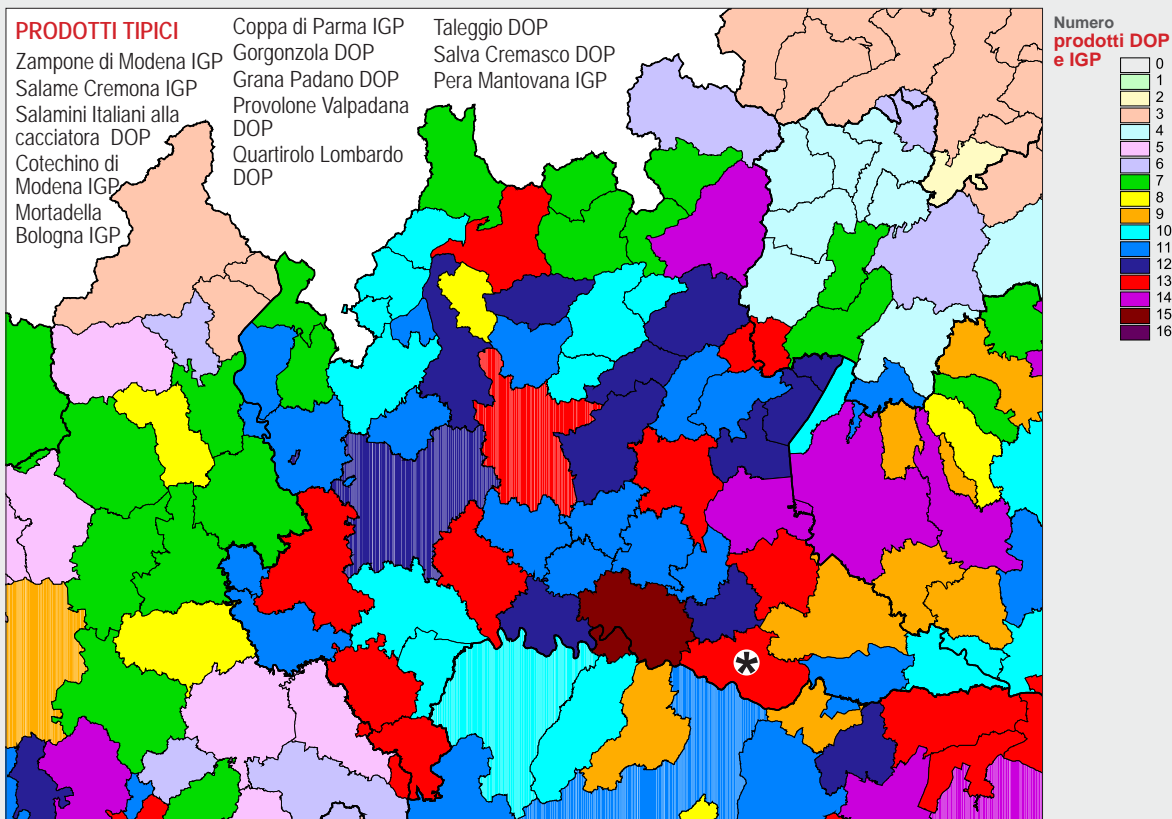 PRODOTTI TIPICI
Zampone di Modena IGP
Salame Cremona IGP
Salamini Italiani alla
cacciatora DOP
Cotechino di
Modena IGP
Mortadella
Bologna IGP
Coppa di Parma IGP
Gorgonzola DOP
Grana Padano DOP
Provolone Valpadana
DOP
Quartirolo Lombardo
DOP
Taleggio DOP
Salva Cremasco DOP
Pera Mantovana IGP
*
Numero
prodotti DOP
e IGP
0
1
2
3
4
5
6
7
8
9
10
11
12
13
14
15
16